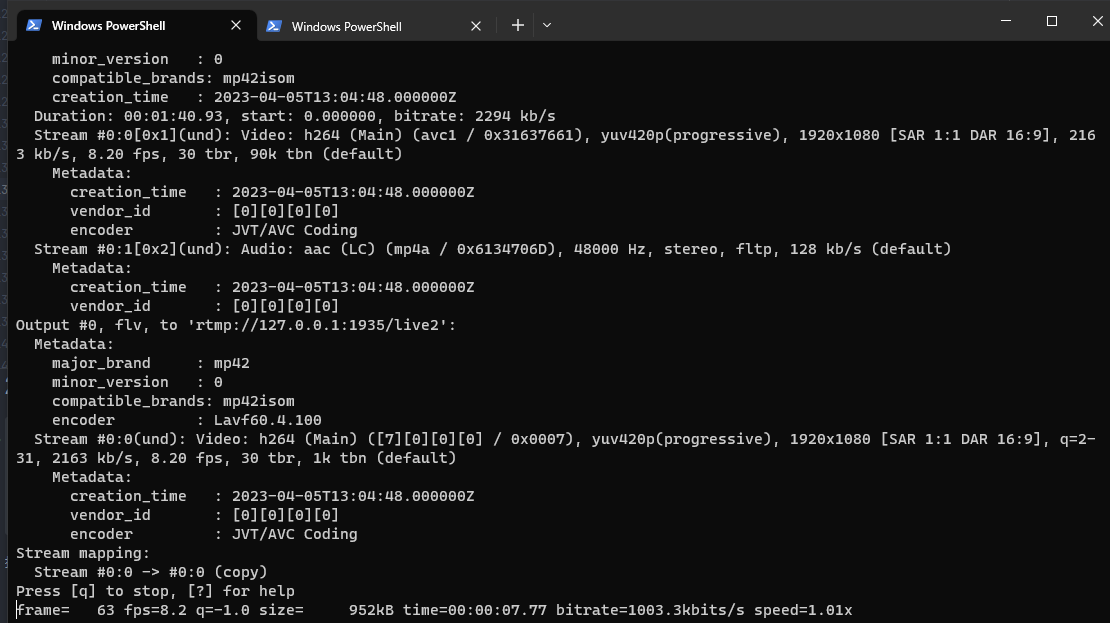 Windows PowerShell
Windows PowerShell
    minor_version   : 0
    compatible_brands: mp42isom
    creation_time   : 2023-04-05T13:04:48.000000Z
  Duration: 00:01:40.93, start: 0.000000, bitrate: 2294 kb/s
  Stream #0:0[0x1](und): Video: h264 (Main) (avc1 / 0x31637661), yuv420p(progressive), 1920x1080 [SAR 1:1 DAR 16:9], 216
3 kb/s, 8.20 fps, 30 tbr, 90k tbn (default)
    Metadata:
      creation_time   : 2023-04-05T13:04:48.000000Z
      vendor_id       : [0][0][0][0]
      encoder         : JVT/AVC Coding
  Stream #0:1[0x2](und): Audio: aac (LC) (mp4a / 0x6134706D), 48000 Hz, stereo, fltp, 128 kb/s (default)
    Metadata:
      creation_time   : 2023-04-05T13:04:48.000000Z
      vendor_id       : [0][0][0][0]
Output #0, flv, to 'rtmp://127.0.0.1:1935/live2':
  Metadata:
    major_brand     : mp42
    minor_version   : 0
    compatible_brands: mp42isom
    encoder         : Lavf60.4.100
  Stream #0:0(und): Video: h264 (Main) ([7][0][0][0] / 0x0007), yuv420p(progressive), 1920x1080 [SAR 1:1 DAR 16:9], q=2-
31, 2163 kb/s, 8.20 fps, 30 tbr, 1k tbn (default)
    Metadata:
      creation_time   : 2023-04-05T13:04:48.000000Z
      vendor_id       : [0][0][0][0]
      encoder         : JVT/AVC Coding
Stream mapping:
  Stream #0:0 -> #0:0 (copy)
Press [q] to stop, [?] for help
frame=   63 fps=8.2 q=-1.0 size=     952kB time=00:00:07.77 bitrate=1003.3kbits/s speed=1.01x